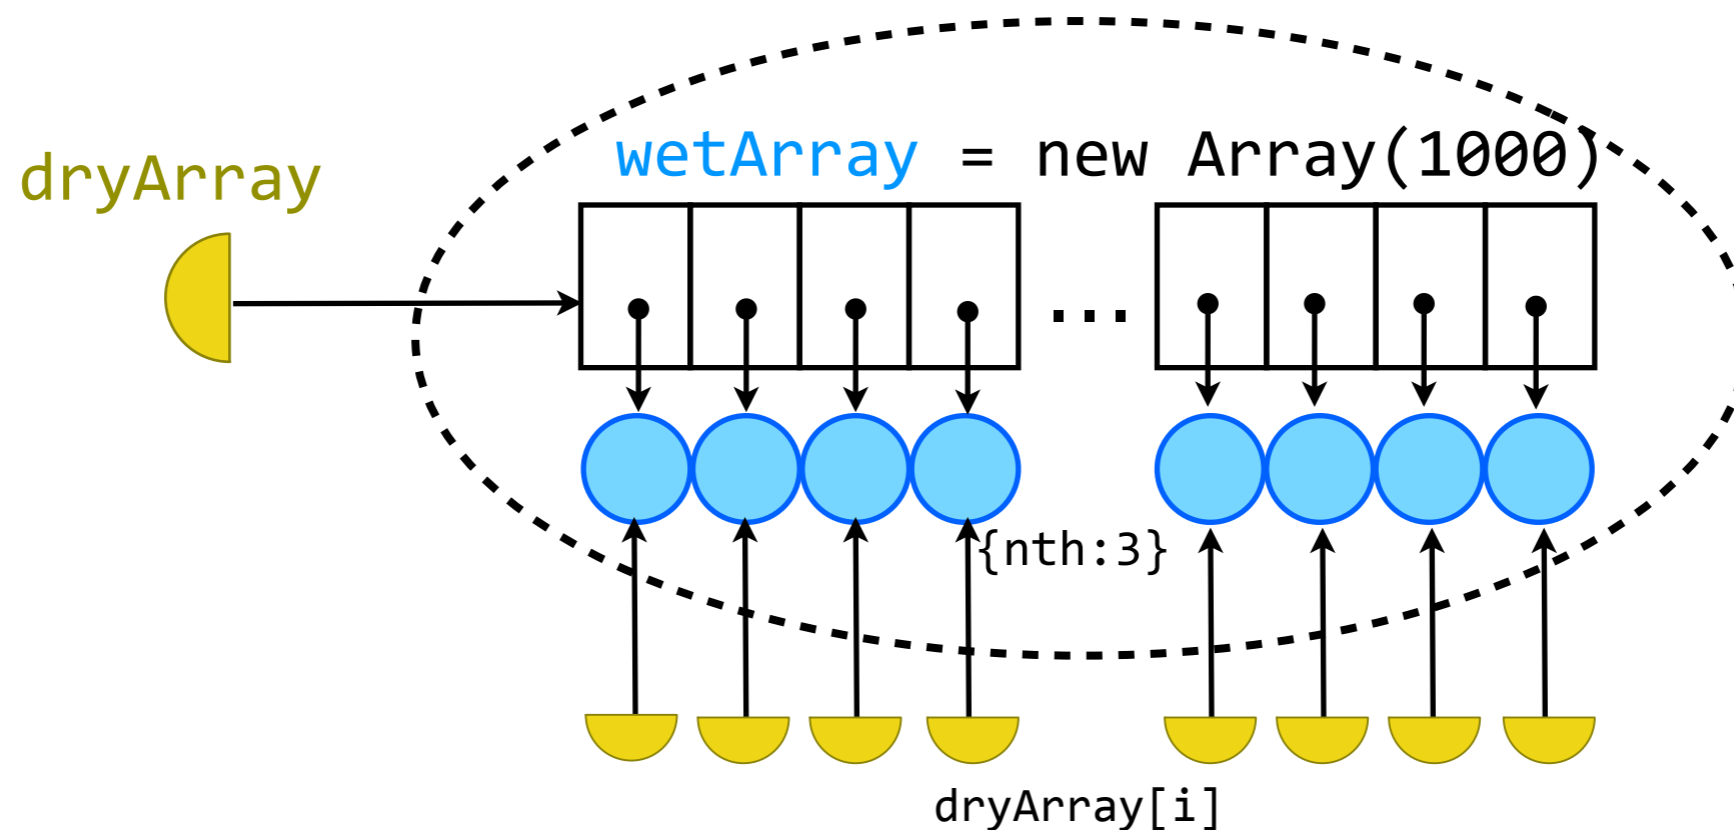 dryArray
wetArray = new Array(1000)
...
{nth:3}
dryArray[i]